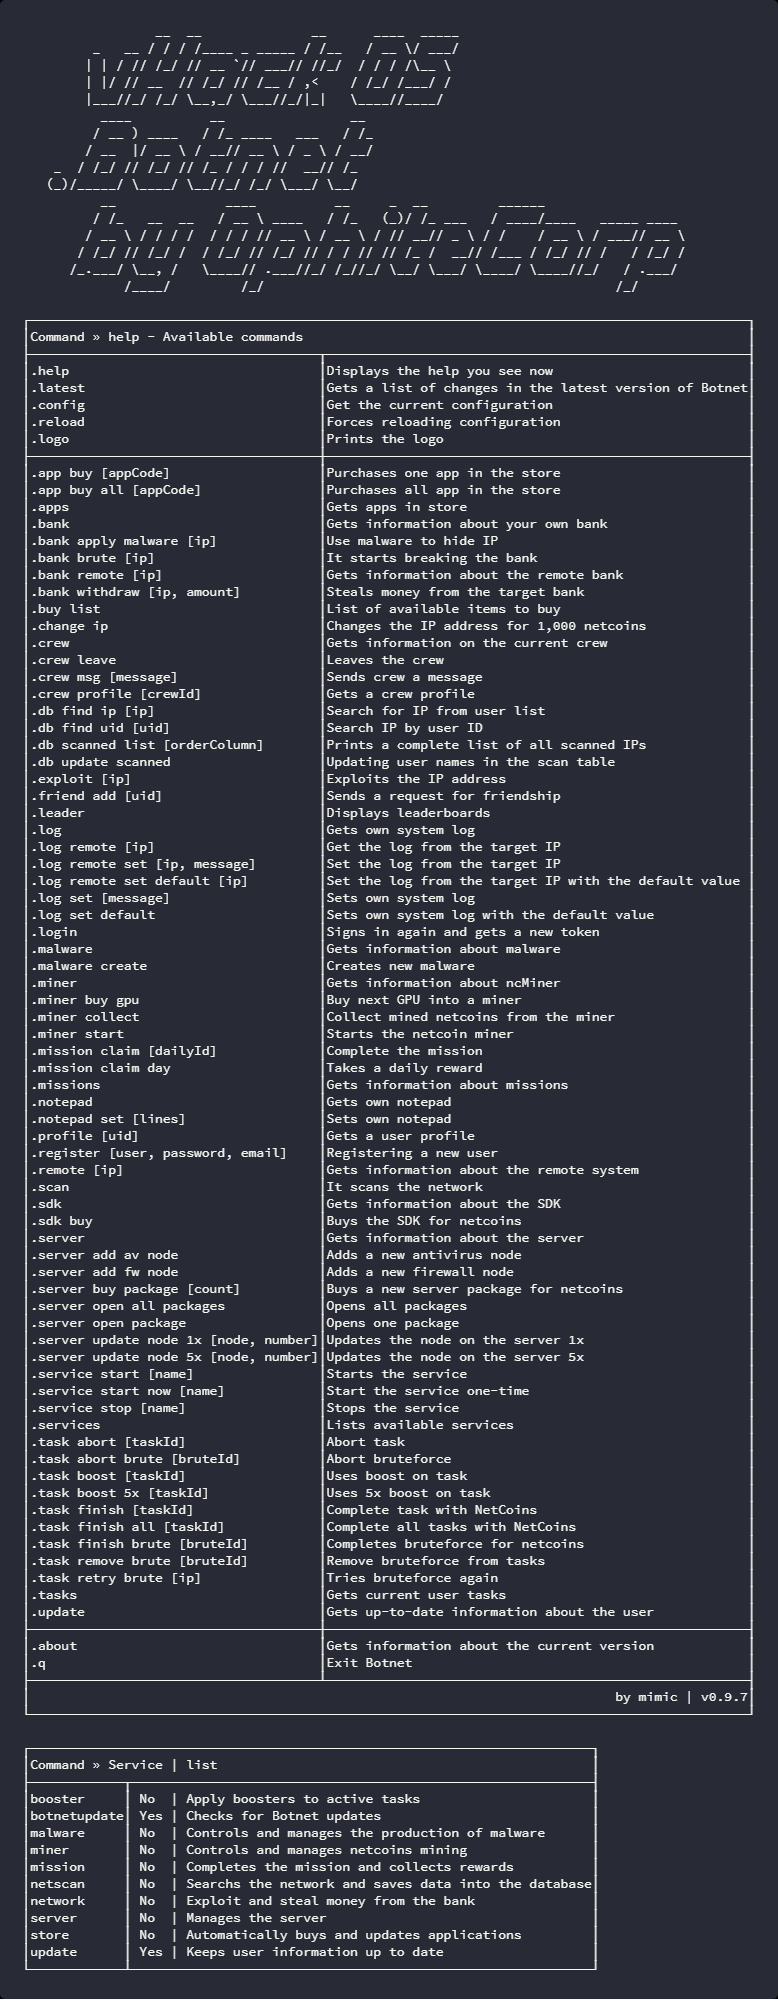 vHack OS
botnet
by OppositeCorp
Command » help - Available commands
.help Displays the help you see now
.latest Gets a list of changes in the latest version of Botnet
.config Get the current configuration
.reload Forces reloading configuration
.logo Prints the logo
.app buy [appCode] Purchases one app in the store
.app buy all [appCode] Purchases all app in the store
.apps Gets apps in store
.bank Gets information about your own bank
.bank apply malware [ip] Use malware to hide IP
.bank brute [ip] It starts breaking the bank
.bank remote [ip] Gets information about the remote bank
.bank withdraw [ip, amount] Steals money from the target bank
.buy list List of available items to buy
.change ip Changes the IP address for 1,000 netcoins
.crew Gets information on the current crew
.crew leave Leaves the crew
.crew msg [message] Sends crew a message
.crew profile [crewId] Gets a crew profile
.db find ip [ip] Search for IP from user list
.db find uid [uid] Search IP by user ID
.db scanned list [orderColumn] Prints a complete list of all scanned IPs
.db update scanned Updating user names in the scan table
.exploit [ip] Exploits the IP address
.friend add [uid] Sends a request for friendship
.leader Displays leaderboards
.log Gets own system log
.log remote [ip] Get the log from the target IP
.log remote set [ip, message] Set the log from the target IP
.log remote set default [ip] Set the log from the target IP with the default value
.log set [message] Sets own system log
.log set default Sets own system log with the default value
.login Signs in again and gets a new token
.malware Gets information about malware
.malware create Creates new malware
.miner Gets information about ncMiner
.miner buy gpu Buy next GPU into a miner
.miner collect Collect mined netcoins from the miner
.miner start Starts the netcoin miner
.mission claim [dailyId] Complete the mission
.mission claim day Takes a daily reward
.missions Gets information about missions
.notepad Gets own notepad
.notepad set [lines] Sets own notepad
.profile [uid] Gets a user profile
.register [user, password, email] Registering a new user
.remote [ip] Gets information about the remote system
.scan It scans the network
.sdk Gets information about the SDK
.sdk buy Buys the SDK for netcoins
.server Gets information about the server
.server add av node Adds a new antivirus node
.server add fw node Adds a new firewall node
.server buy package [count] Buys a new server package for netcoins
.server open all packages Opens all packages
.server open package Opens one package
.server update node 1x [node, number] Updates the node on the server 1x
.server update node 5x [node, number] Updates the node on the server 5x
.service start [name] Starts the service
.service start now [name] Start the service one-time
.service stop [name] Stops the service
.services Lists available services
.task abort [taskId] Abort task
.task abort brute [bruteId] Abort bruteforce
.task boost [taskId] Uses boost on task
.task boost 5x [taskId] Uses 5x boost on task
.task finish [taskId] Complete task with NetCoins
.task finish all [taskId] Complete all tasks with NetCoins
.task finish brute [bruteId] Completes bruteforce for netcoins
.task remove brute [bruteId] Remove bruteforce from tasks
.task retry brute [ip] Tries bruteforce again
.tasks Gets current user tasks
.update Gets up-to-date information about the user
.about Gets information about the current version
.q Exit Botnet
by mimic | v0.9.7
Command » Service | list
booster | No | Apply boosters to active tasks
botnetupdate | Yes | Checks for Botnet updates
malware | No | Controls and manages the production of malware
miner | No | Controls and manages netcoins mining
mission | No | Completes the mission and collects rewards
netscan | No | Searchs the network and saves data into the database
network | No | Exploit and steal money from the bank
server | No | Manages the server
store | No | Automatically buys and updates applications
update | Yes | Keeps user information up to date